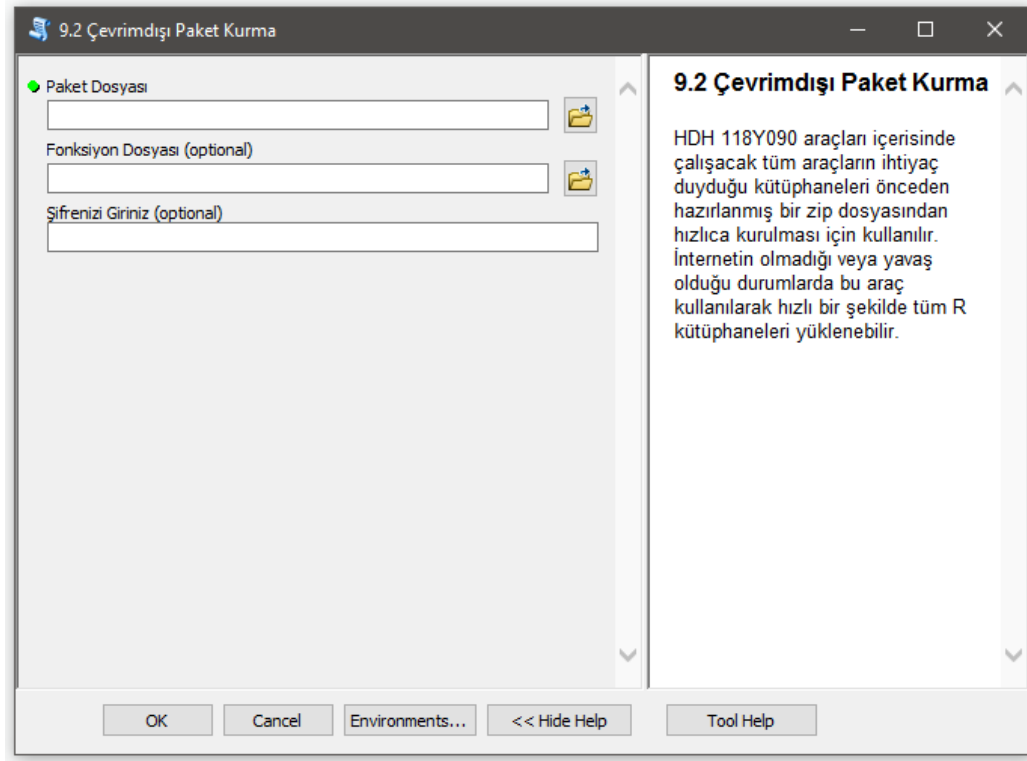 9.2 Çevrimdışı Paket Kurma
Paket Dosyası
Fonksiyon Dosyası (optional)
Şifrenizi Giriniz (optional)
9.2 Çevrimdışı Paket Kurma
HDH 118Y090 araçları içerisinde
çalışacak tüm araçların ihtiyaç
duyduğu kütüphaneleri önceden
hazırlanmış bir zip dosyasından
hızlıca kurulması için kullanılır.
İnternetin olmadığı veya yavaş
olduğu durumlarda bu araç
kullanılarak hızlı bir şekilde tüm R
kütüphaneleri yüklenebilir.
OK Cancel Environments... << Hide Help Tool Help